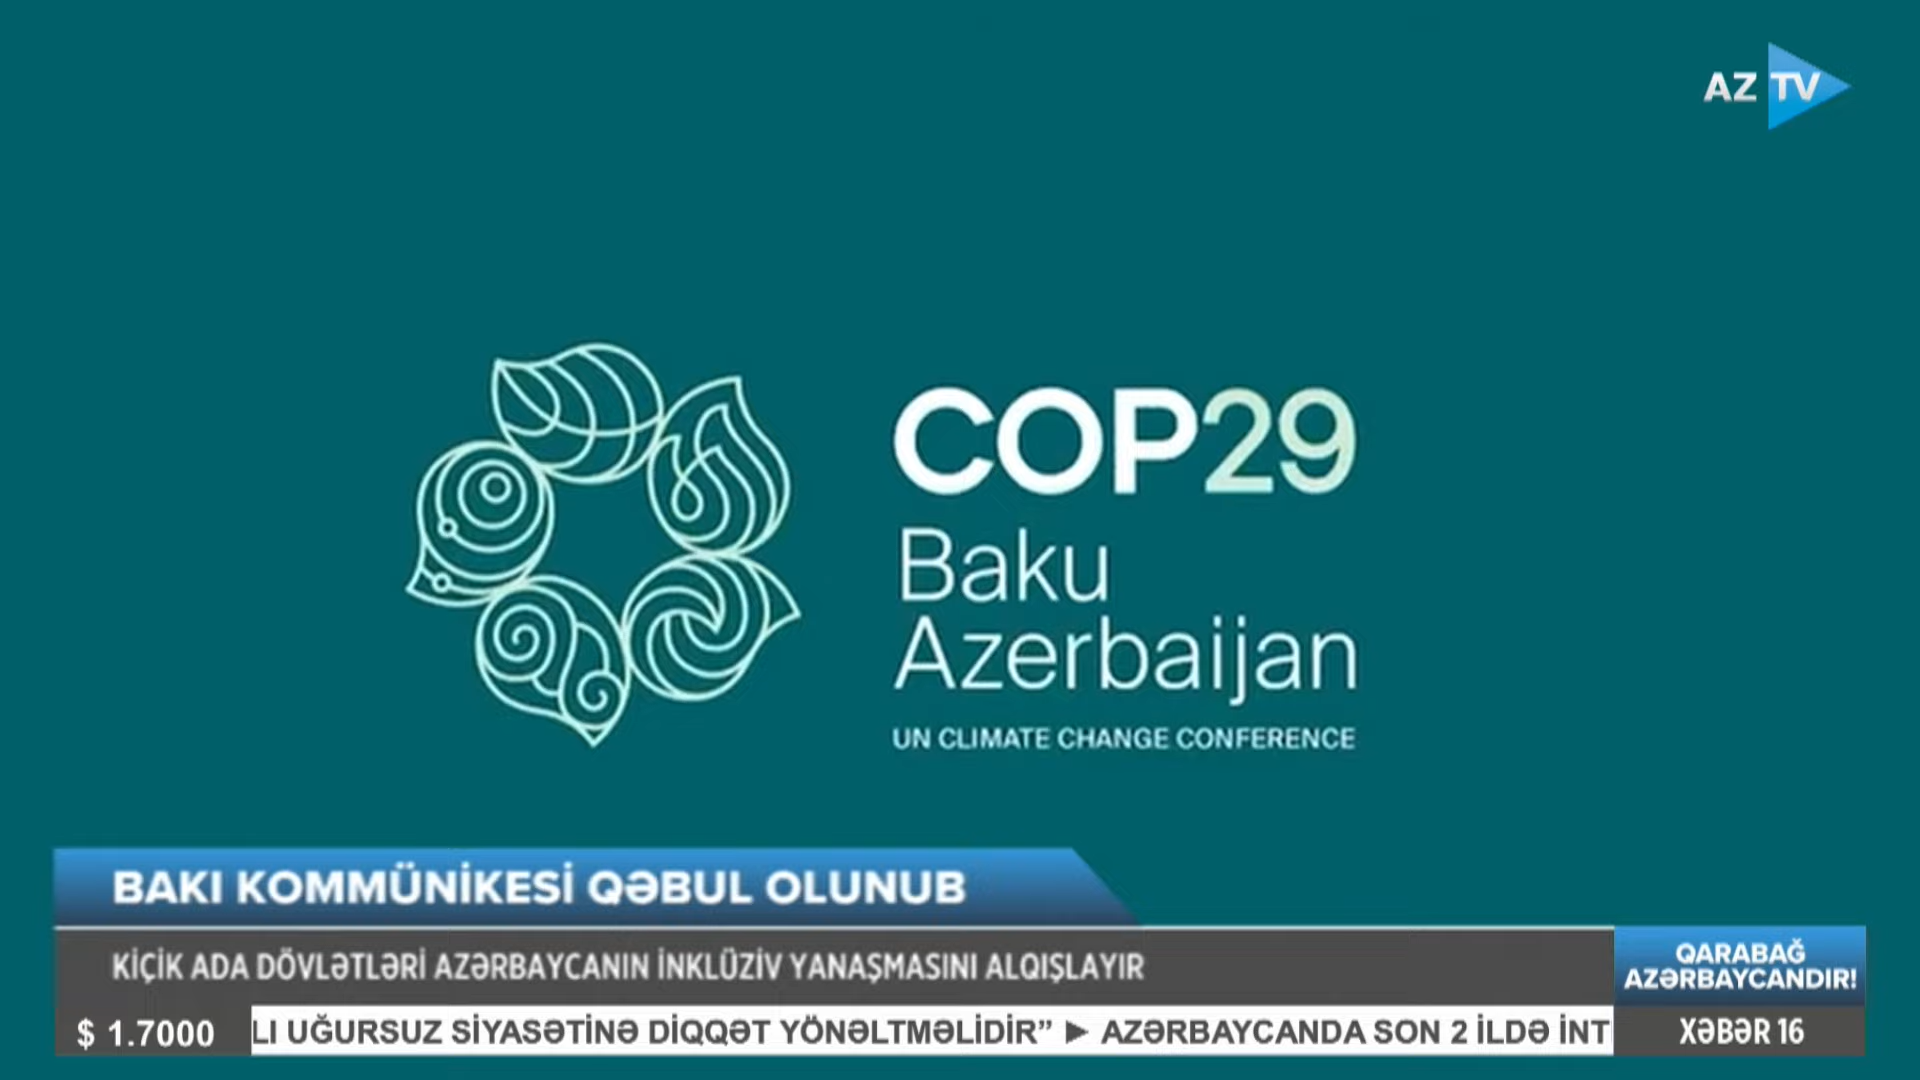 AZ TV
COP29
Baku
Azerbaijan
UN CLIMATE CHANGE CONFERENCE
BAKI KOMMÜNİKESİ QƏBUL OLUNUB
KİÇİK ADA DÖVLƏTLƏRİ AZƏRBAYCANIN İNKLÜZİV YANAŞMASINI ALQIŞLAYIR
QARABAĞ
AZƏRBAYCANDIR!
$ 1.7000
LI UĞURSUZ SİYASƏTİNƏ DİQQƏT YÖNƏLTMƏLİDİR” ► AZƏRBAYCANDA SON 2 İLDƏ İNT
XƏBƏR 16